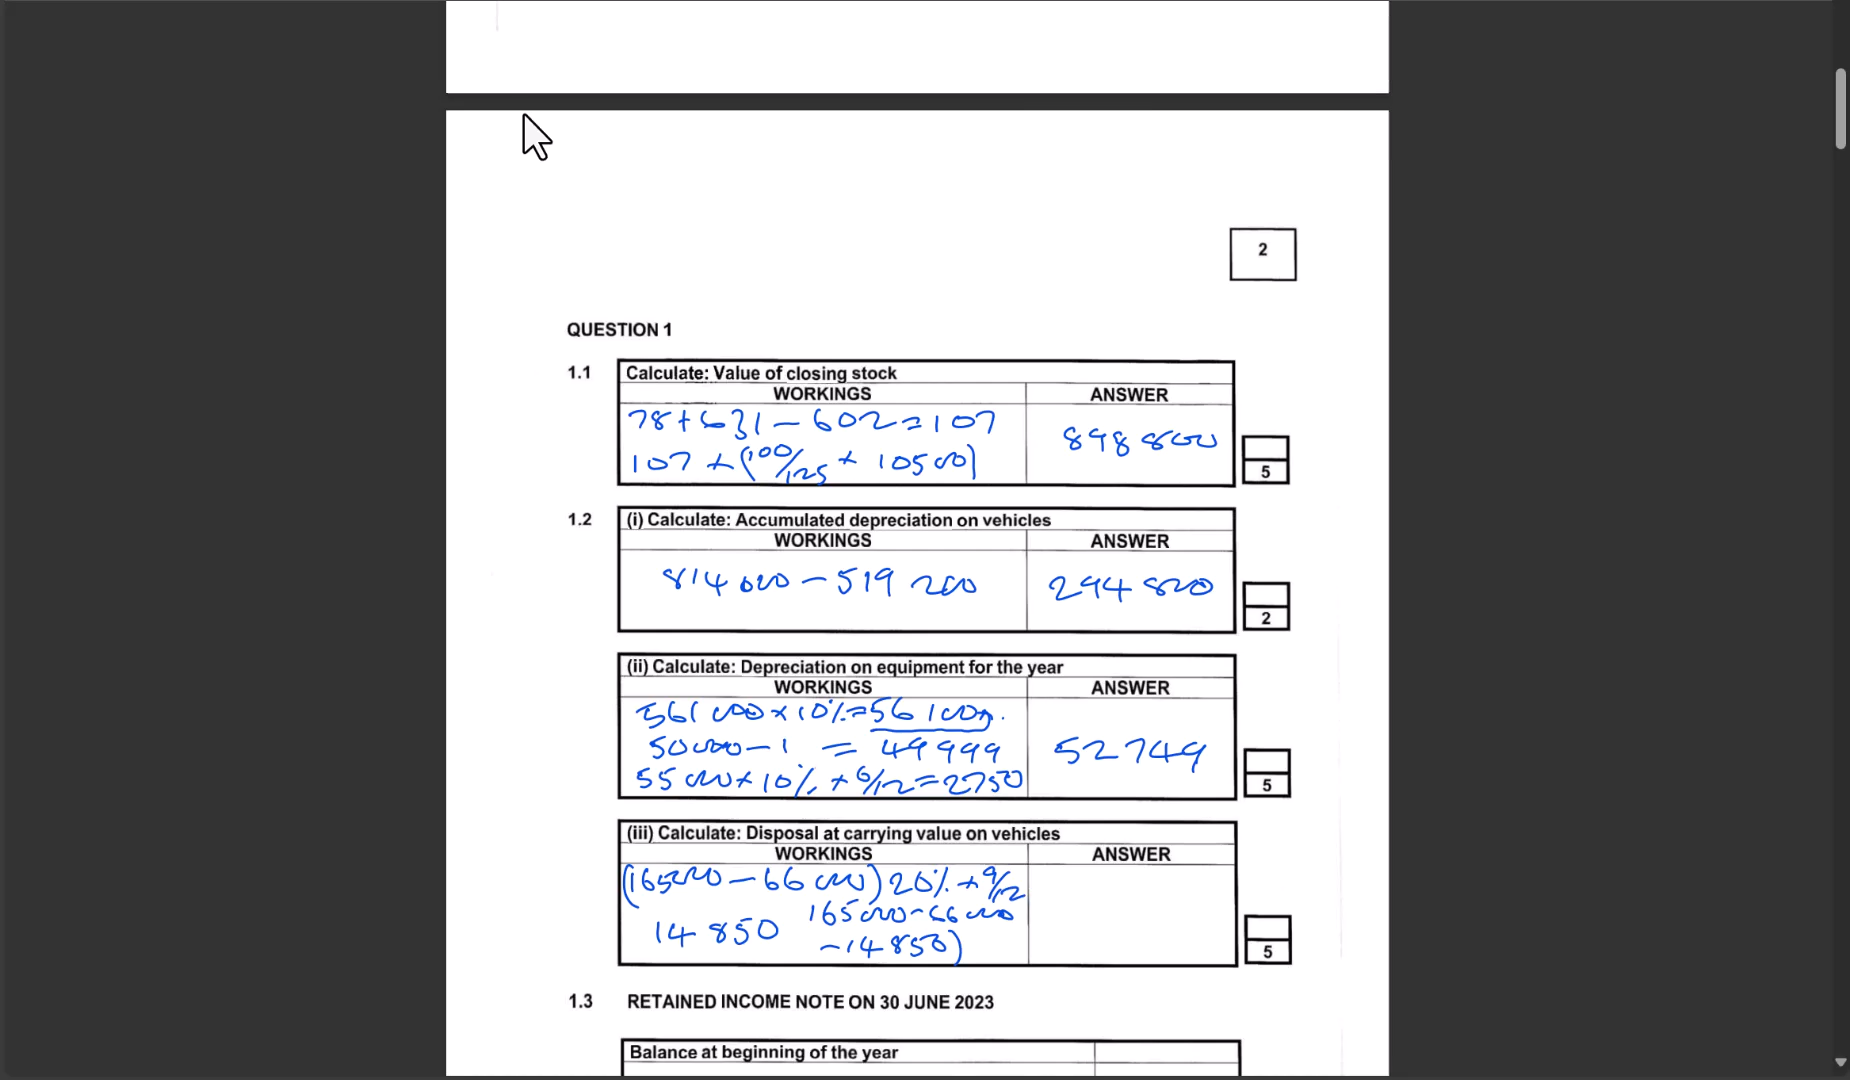 2
QUESTION 1
1.1 Calculate: Value of closing stock
WORKINGS ANSWER
78 + 631 - 602 = 107
107 x (100/125 x 10500) 898 800
5
1.2 (i) Calculate: Accumulated depreciation on vehicles
WORKINGS ANSWER
814 000 - 519 200 294 800
2
(ii) Calculate: Depreciation on equipment for the year
WORKINGS ANSWER
561 000 x 10% = 56 100
50 000 - 1 = 49 999 52 749
55 000 x 10% x 6/12 = 2750
5
(iii) Calculate: Disposal at carrying value on vehicles
WORKINGS ANSWER
(165 000 - 66 000) 20% x 9/12
14 850 165 000 - 66 000
- 14 850)
5
1.3 RETAINED INCOME NOTE ON 30 JUNE 2023
Balance at beginning of the year